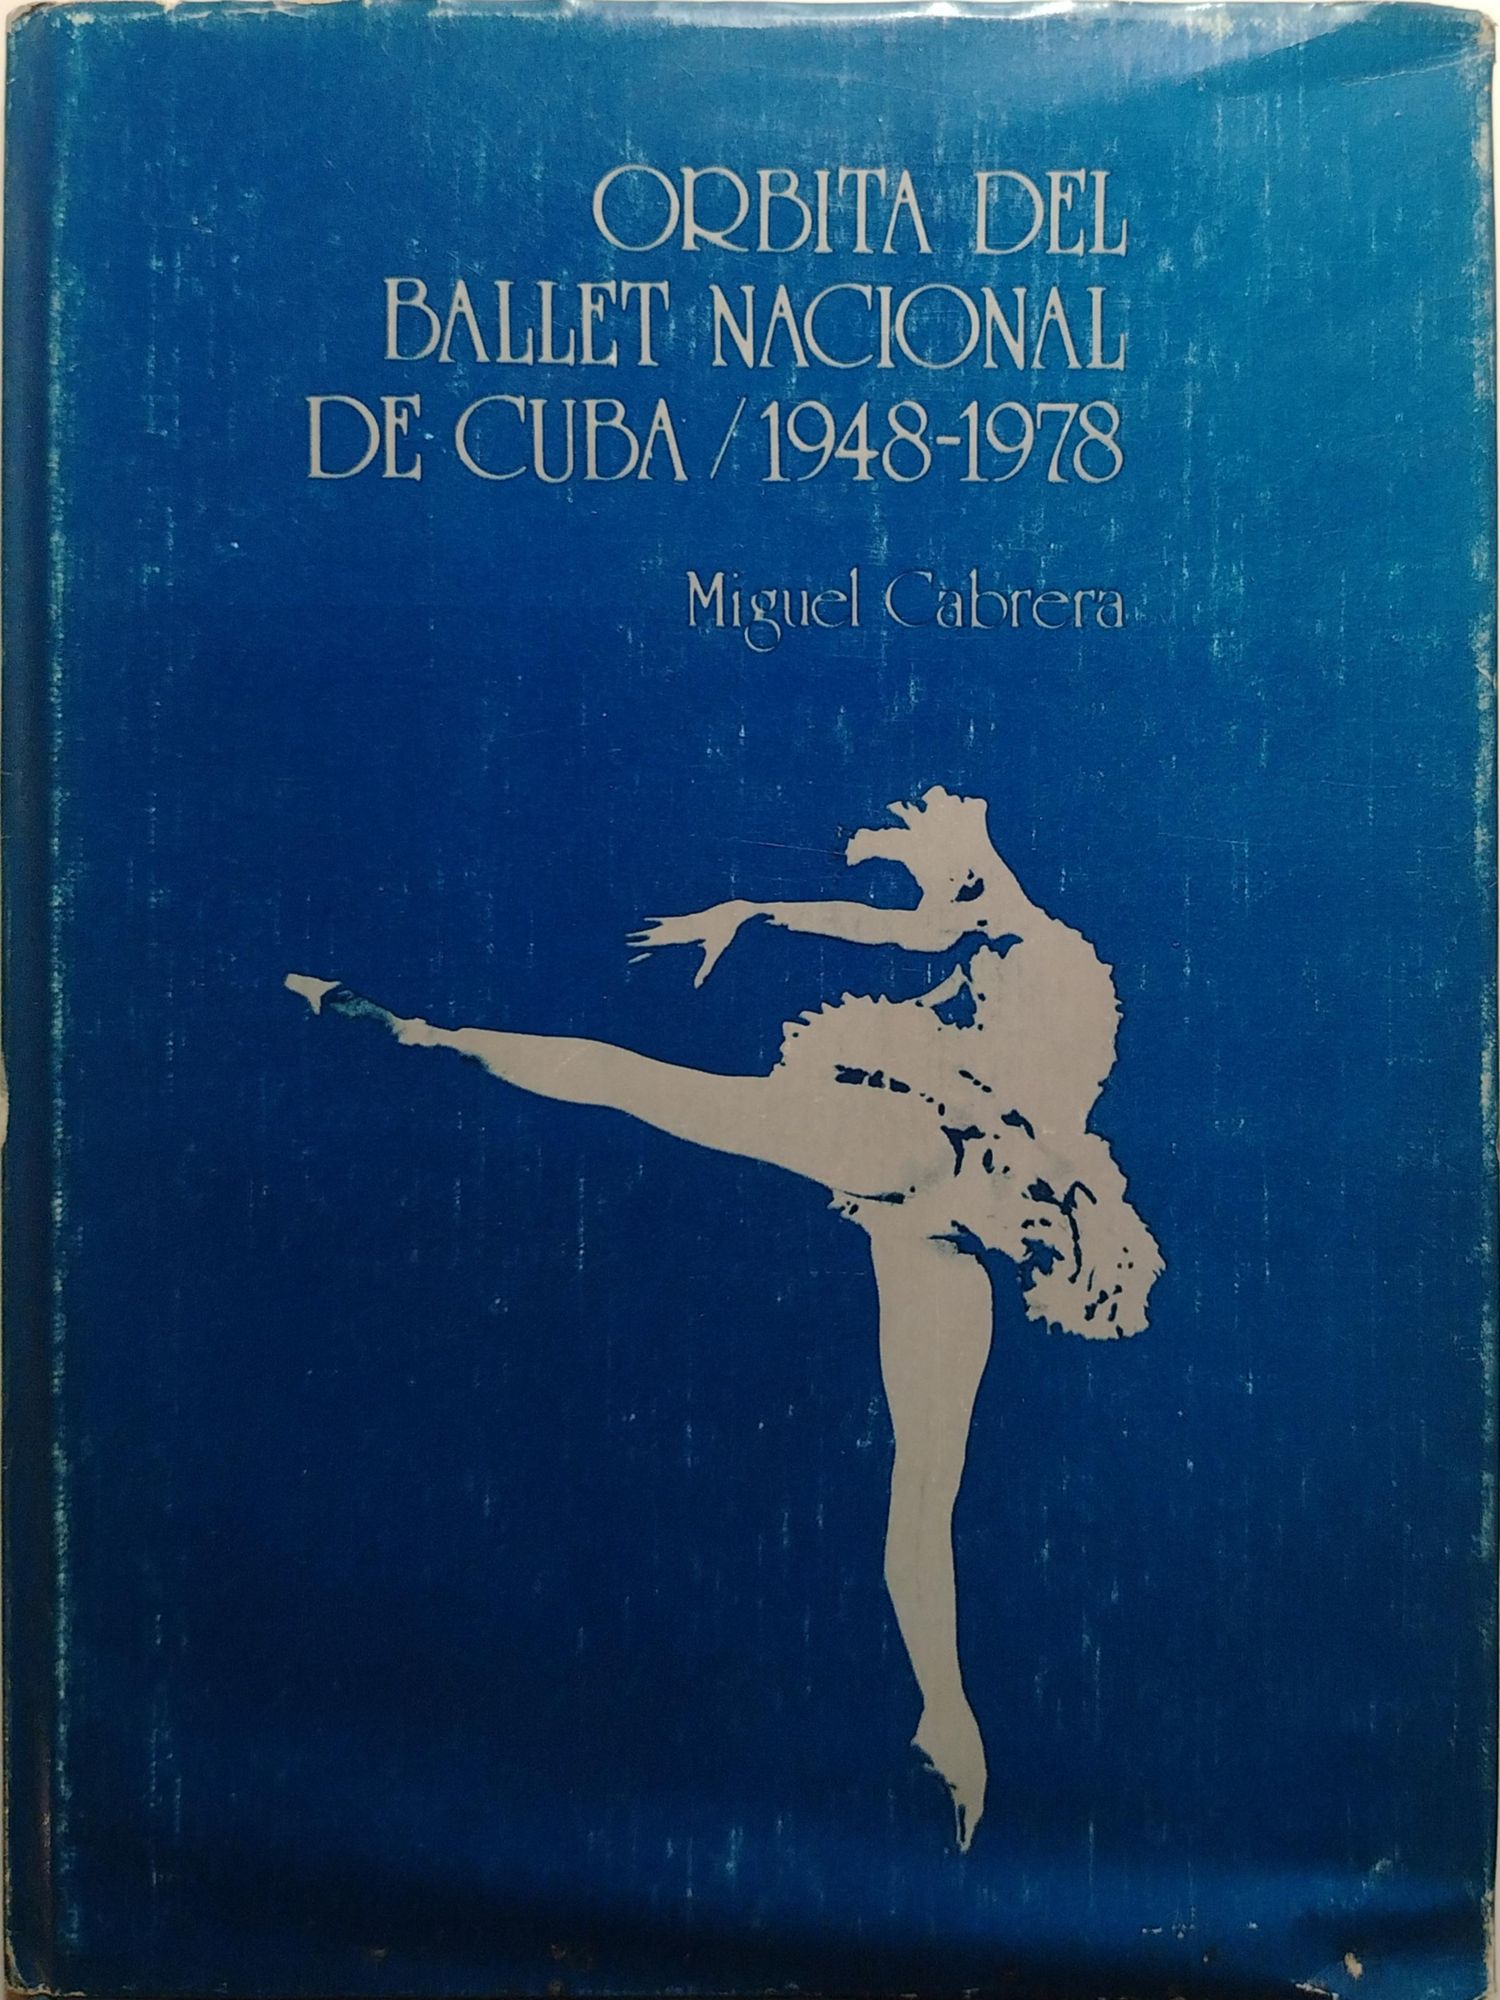 ORBITA DEL
BALLET NACIONAL
DE CUBA / 1948-1978
Miguel Cabrera